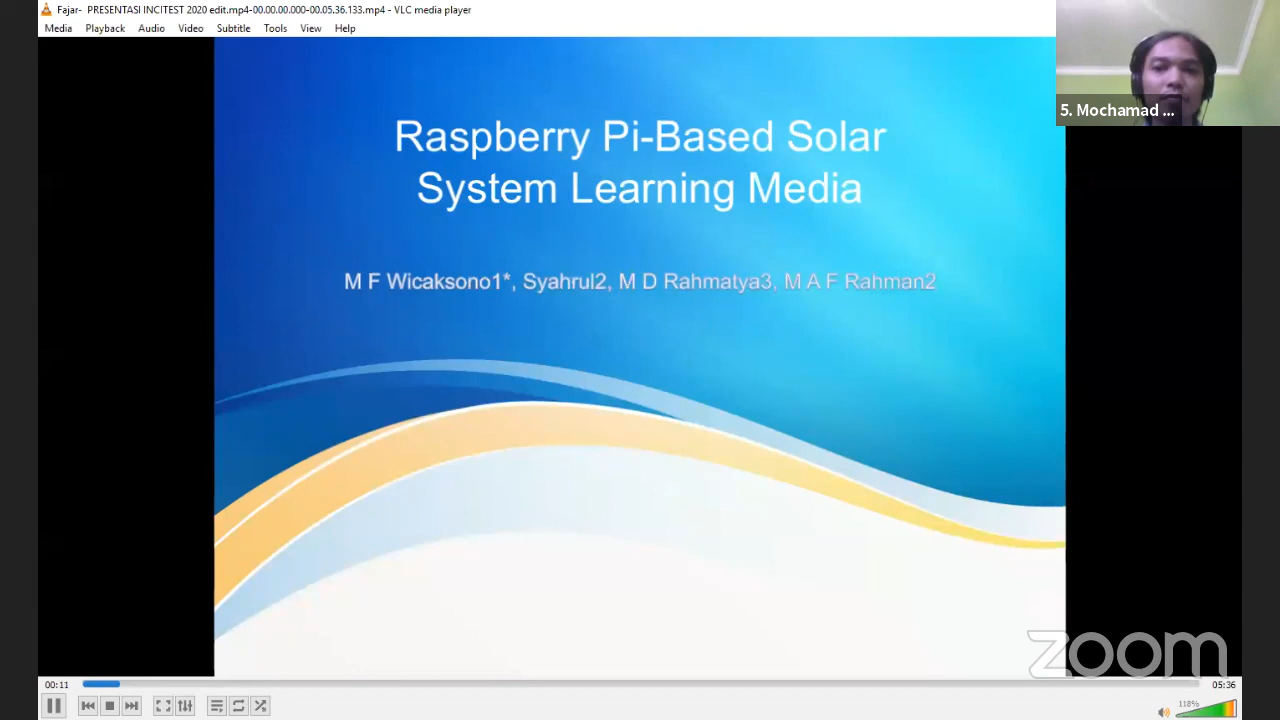 Fajar- PRESENTASI INCITEST 2020 edit.mp4-00.00.00.000-00.05.36.133.mp4 - VLC media player
Media Playback Audio Video Subtitle Tools View Help
5. Mochamad ...
Raspberry Pi-Based Solar
System Learning Media
M F Wicaksono1*, Syahrul2, M D Rahmatya3, M A F Rahman2
zoom
00:11
05:36
118%